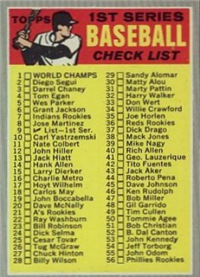 TOPPS
1ST SERIES
BASEBALL
CHECK LIST
1 WORLD CHAMPS
2 Diego Segui
3 Darrel Chaney
4 Tom Egan
5 Wes Parker
6 Grant Jackson
7 Indians Rookies
8 Jose Martinez
9 List—1st Ser.
10 Carl Yastrzemski
11 Nate Colbert
12 John Hiller
13 Jack Hiatt
14 Hank Allen
15 Larry Dierker
16 Charlie Metro
17 Hoyt Wilhelm
18 Carlos May
19 John Boccabella
20 Dave McNally
21 A's Rookies
22 Ray Washburn
23 Bill Robinson
24 Dick Selma
25 Cesar Tovar
26 Tug McGraw
27 Chuck Hinton
28 Billy Wilson
29 Sandy Alomar
30 Matty Alou
31 Marty Pattin
32 Harry Walker
33 Don Wert
34 Willie Crawford
35 Joe Horlen
36 Reds Rookies
37 Dick Drago
38 Mack Jones
39 Mike Nagy
40 Rich Allen
41 Geo. Lauzerique
42 Tito Fuentes
43 Jack Aker
44 Roberto Pena
45 Dave Johnson
46 Ken Rudolph
47 Bob Miller
48 Gil Garrido
49 Tim Cullen
50 Tommie Agee
51 Bob Christian
52 B. Dal Canton
53 John Kennedy
54 Jeff Torborg
55 John Odom
56 Phillies Rookies